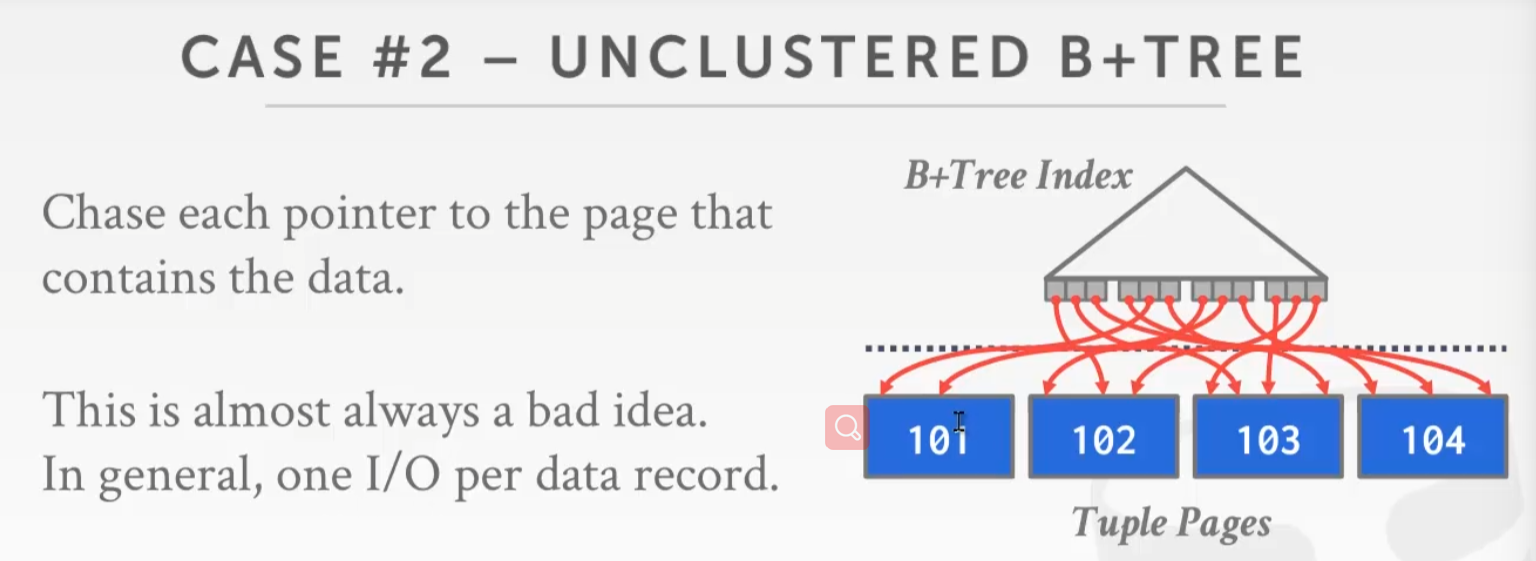 CASE #2 – UNCLUSTERED B+TREE
B+Tree Index
Chase each pointer to the page that
contains the data.
This is almost always a bad idea.
In general, one I/O per data record.
101
102
103
104
Tuple Pages